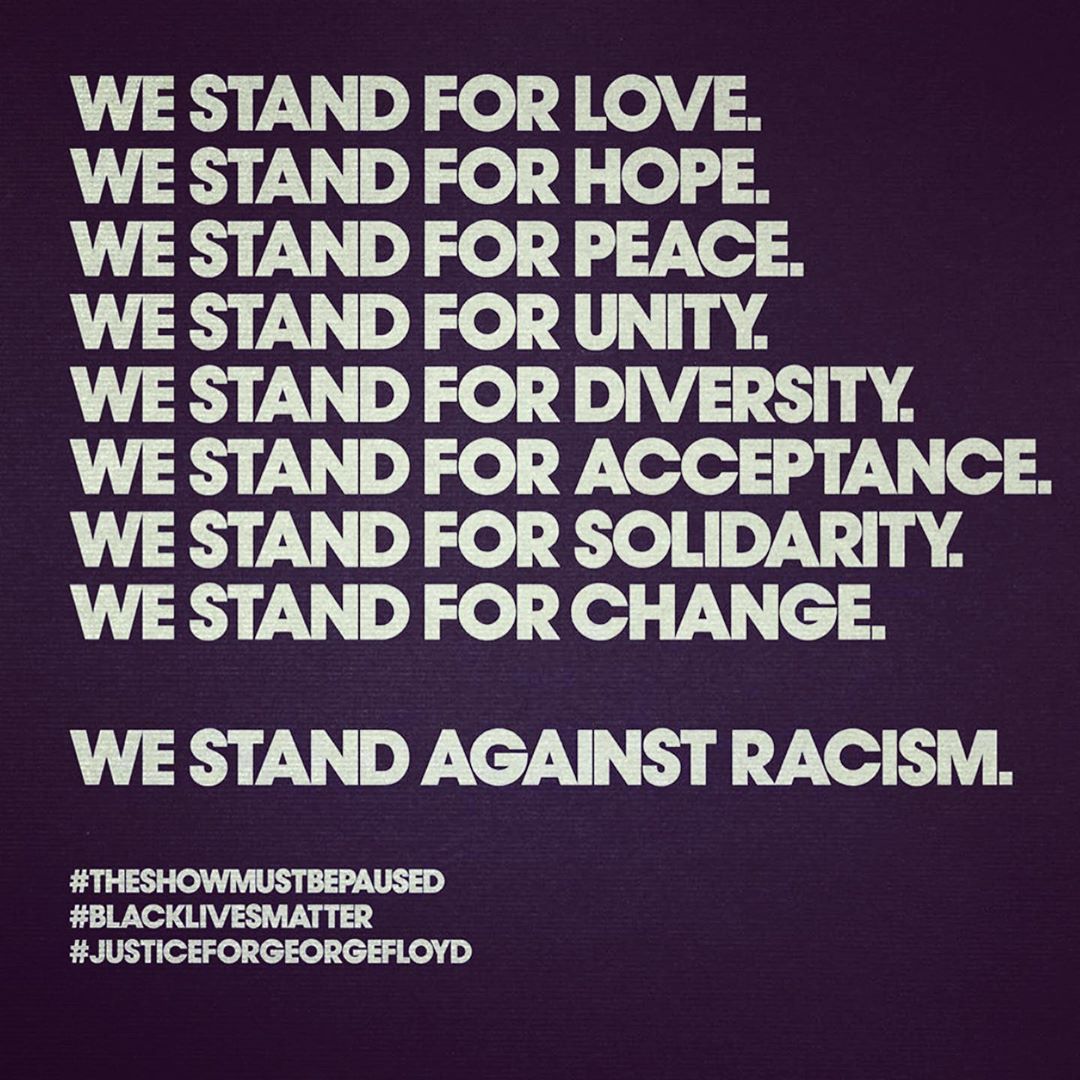 WE STAND FOR LOVE.
WE STAND FOR HOPE.
WE STAND FOR PEACE.
WE STAND FOR UNITY.
WE STAND FOR DIVERSITY.
WE STAND FOR ACCEPTANCE.
WE STAND FOR SOLIDARITY.
WE STAND FOR CHANGE.
WE STAND AGAINST RACISM.
#THESHOWMUSTBEPAUSED
#BLACKLIVESMATTER
#JUSTICEFORGEORGEFLOYD